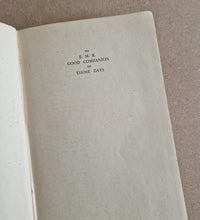 TO
E. M. R.
GOOD COMPANION
OF
THESE DAYS